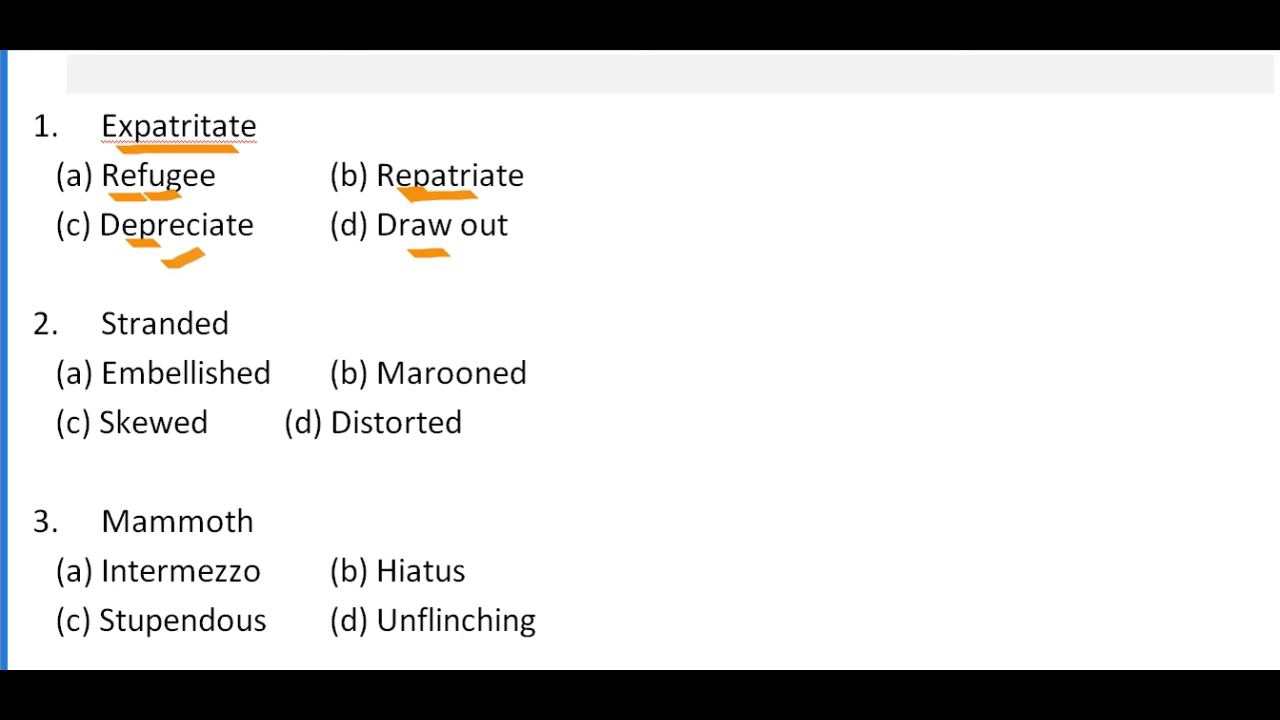 1. Expatritate
(a) Refugee (b) Repatriate
(c) Depreciate (d) Draw out
2. Stranded
(a) Embellished (b) Marooned
(c) Skewed (d) Distorted
3. Mammoth
(a) Intermezzo (b) Hiatus
(c) Stupendous (d) Unflinching